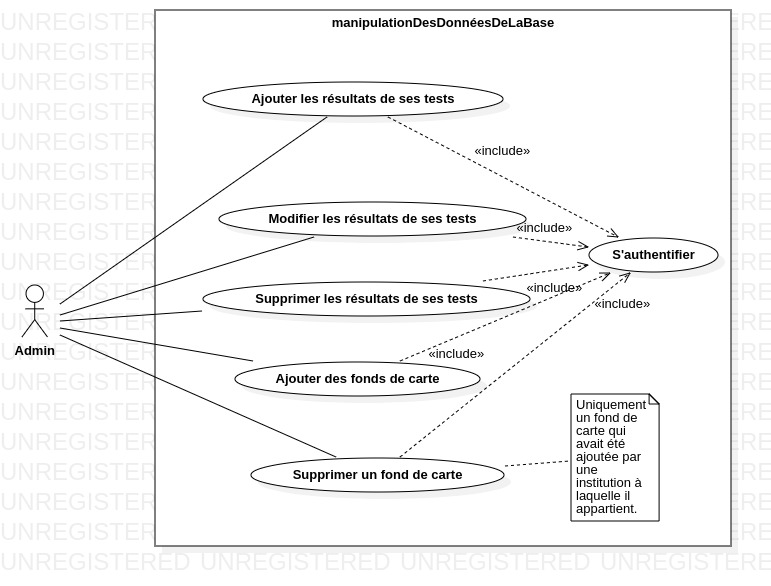 manipulationDesDonnéesDeLaBase
Ajouter les résultats de ses tests
«include»
Modifier les résultats de ses tests
«include»
S'authentifier
Supprimer les résultats de ses tests
«include»
«include»
Admin
«include»
Ajouter des fonds de carte
Uniquement
un fond de
carte qui
avait été
ajoutée par
une
institution à
laquelle il
appartient.
Supprimer un fond de carte
UNREGISTERED UNREGISTERED UNREGISTERED UNREGISTERED